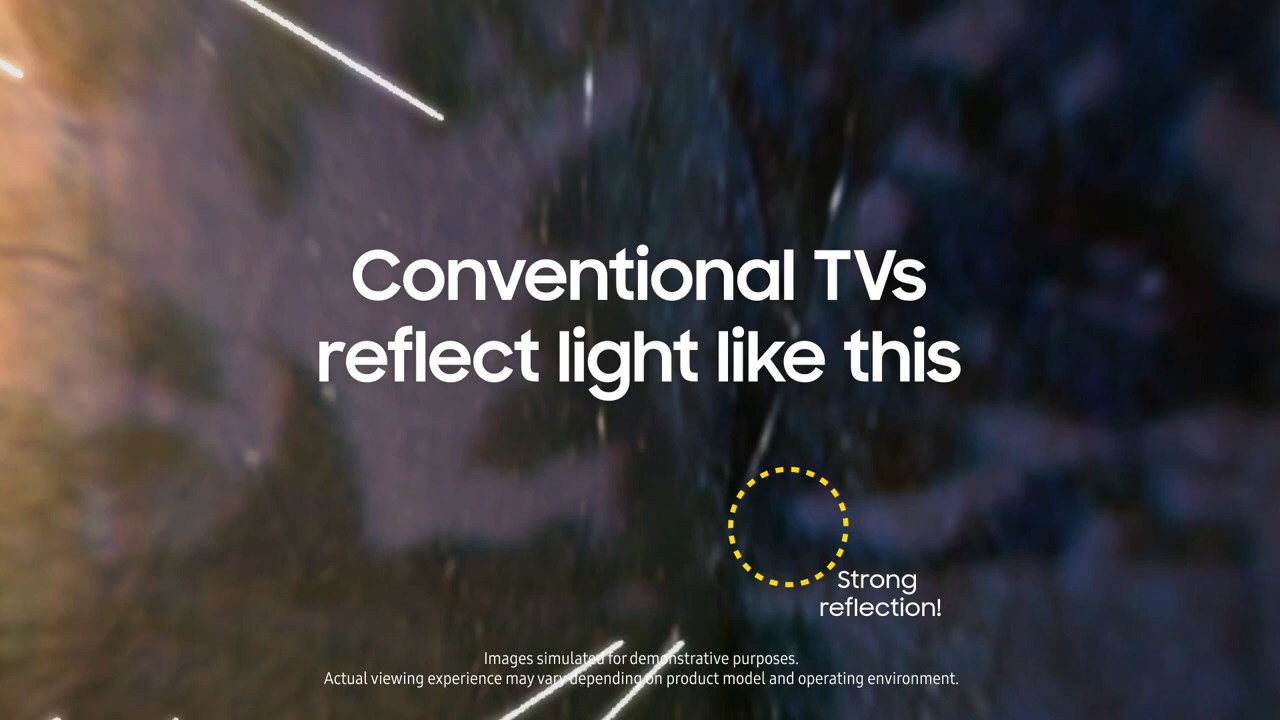 Conventional TVs
reflect light like this
Strong
reflection!
Images simulated for demonstrative purposes.
Actual viewing experience may vary depending on product model and operating environment.